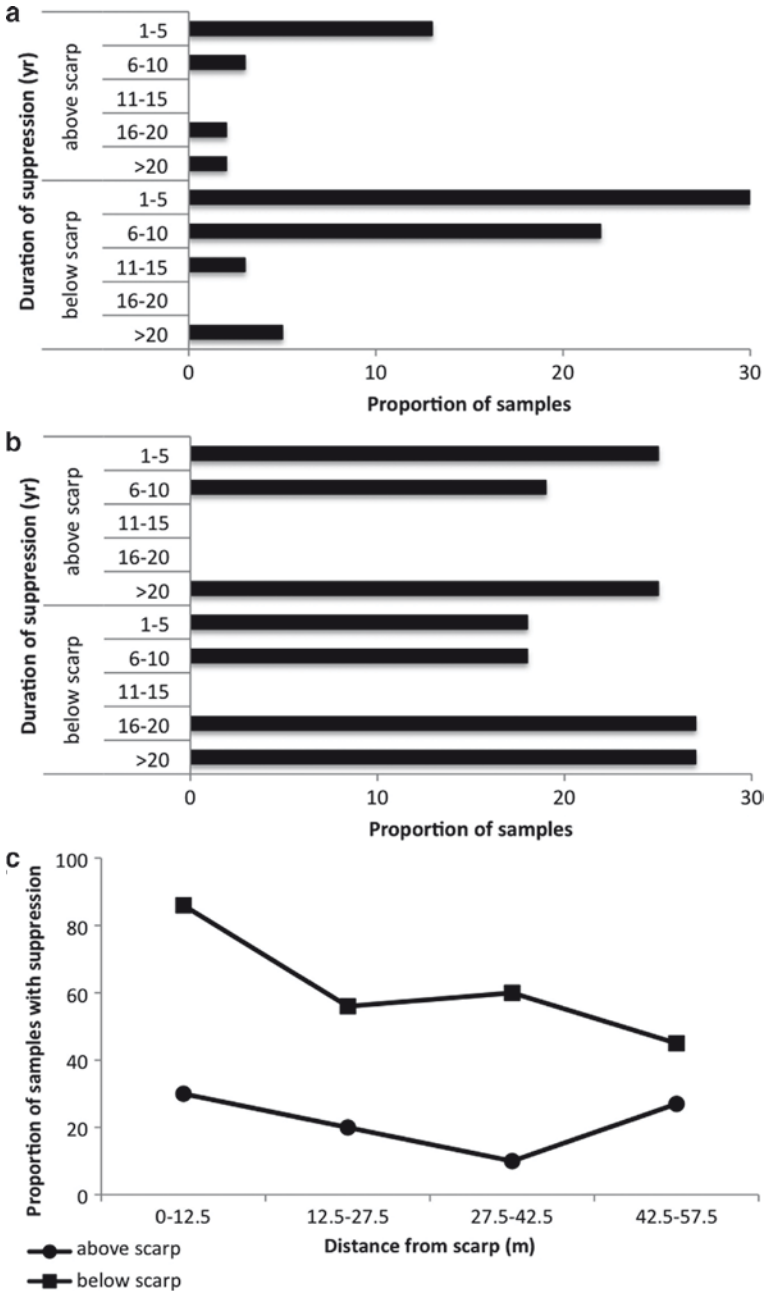 a
Duration of suppression (yr)
above scarp
1-5
6-10
11-15
16-20
>20
below scarp
1-5
6-10
11-15
16-20
>20
0 10 20 30
Proportion of samples
b
Duration of suppression (yr)
above scarp
1-5
6-10
11-15
16-20
>20
below scarp
1-5
6-10
11-15
16-20
>20
0 10 20 30
Proportion of samples
c
Proportion of samples with suppression
100
80
60
40
20
0
0-12.5 12.5-27.5 27.5-42.5 42.5-57.5
Distance from scarp (m)
above scarp
below scarp